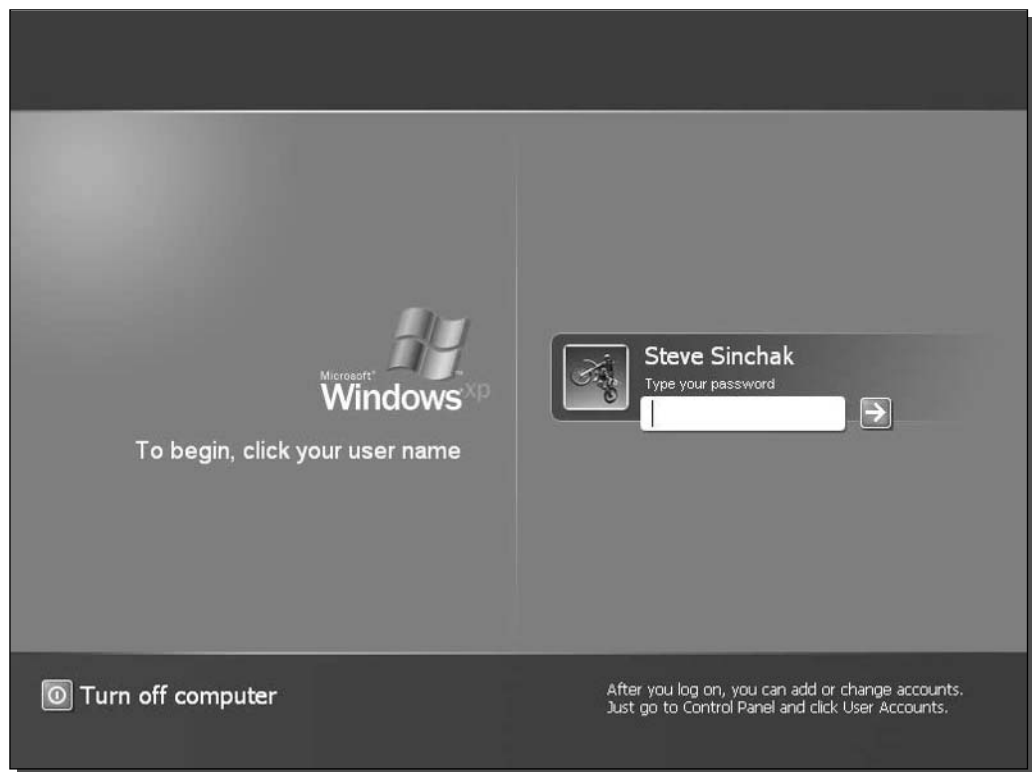 Microsoft®
Windows xp™
To begin, click your user name
Steve Sinchak
Type your password
Turn off computer
After you log on, you can add or change accounts.
Just go to Control Panel and click User Accounts.